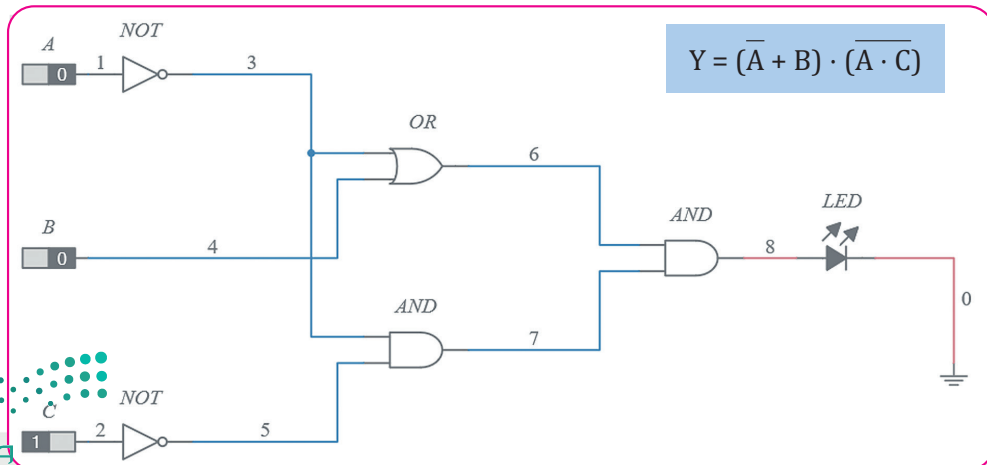 Y = (A̅ + B) · (A̅ ̅·̅ ̅C̅)
NOT
A
0
1
3
OR
6
B
0
4
AND
LED
8
0
AND
7
C
1
2
NOT
5